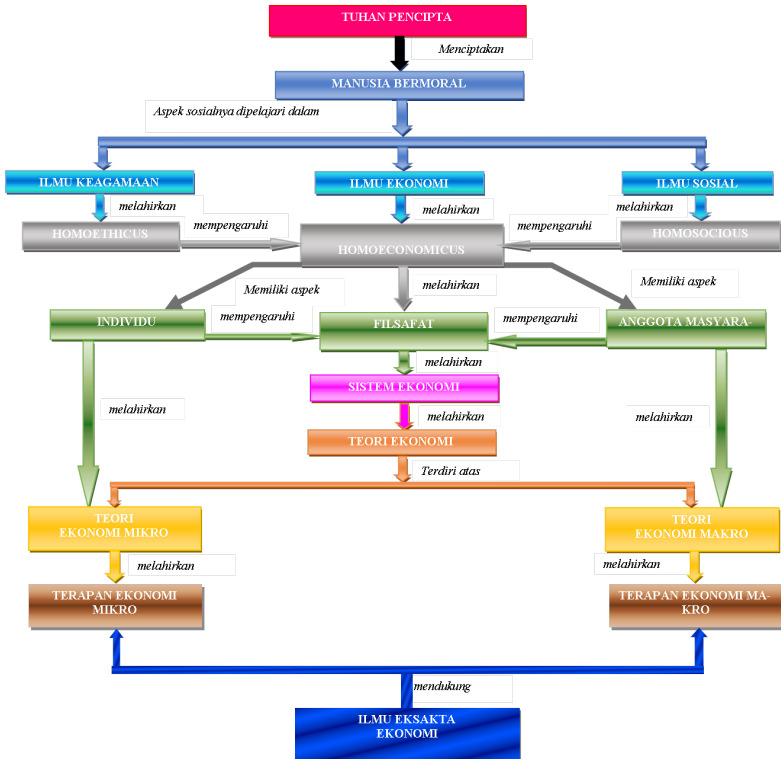 TUHAN PENCIPTA
Menciptakan
MANUSIA BERMORAL
Aspek sosialnya dipelajari dalam
ILMU KEAGAMAAN
ILMU EKONOMI
ILMU SOSIAL
melahirkan
melahirkan
melahirkan
HOMOETHICUS
mempengaruhi
HOMOECONOMICUS
mempengaruhi
HOMOSOCIOUS
Memiliki aspek
melahirkan
Memiliki aspek
INDIVIDU
mempengaruhi
FILSAFAT
mempengaruhi
ANGGOTA MASYARA-
melahirkan
SISTEM EKONOMI
melahirkan
melahirkan
melahirkan
TEORI EKONOMI
Terdiri atas
TEORI
EKONOMI MIKRO
TEORI
EKONOMI MAKRO
melahirkan
melahirkan
TERAPAN EKONOMI
MIKRO
TERAPAN EKONOMI MA-
KRO
mendukung
ILMU EKSAKTA
EKONOMI